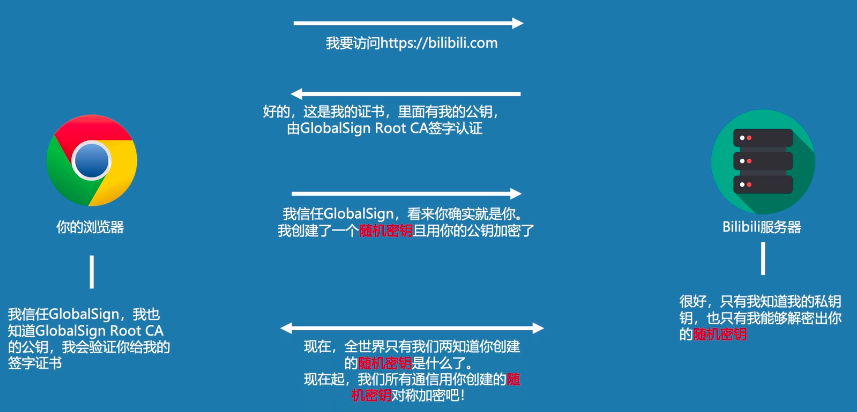 我要访问https://bilibili.com
好的，这是我的证书，里面有我的公钥，
由GlobalSign Root CA签字认证
我信任GlobalSign，看来你确实就是你。
我创建了一个随机密钥且用你的公钥加密了
你的浏览器
Bilibili服务器
我信任GlobalSign，我也
知道GlobalSign Root CA
的公钥，我会验证你给我的
签字证书
很好，只有我知道我的私钥
钥，也只有我能够解密出你
的随机密钥
现在，全世界只有我们两知道你创建
的随机密钥是什么了。
现在起，我们所有通信用你创建的随
机密钥对称加密吧！